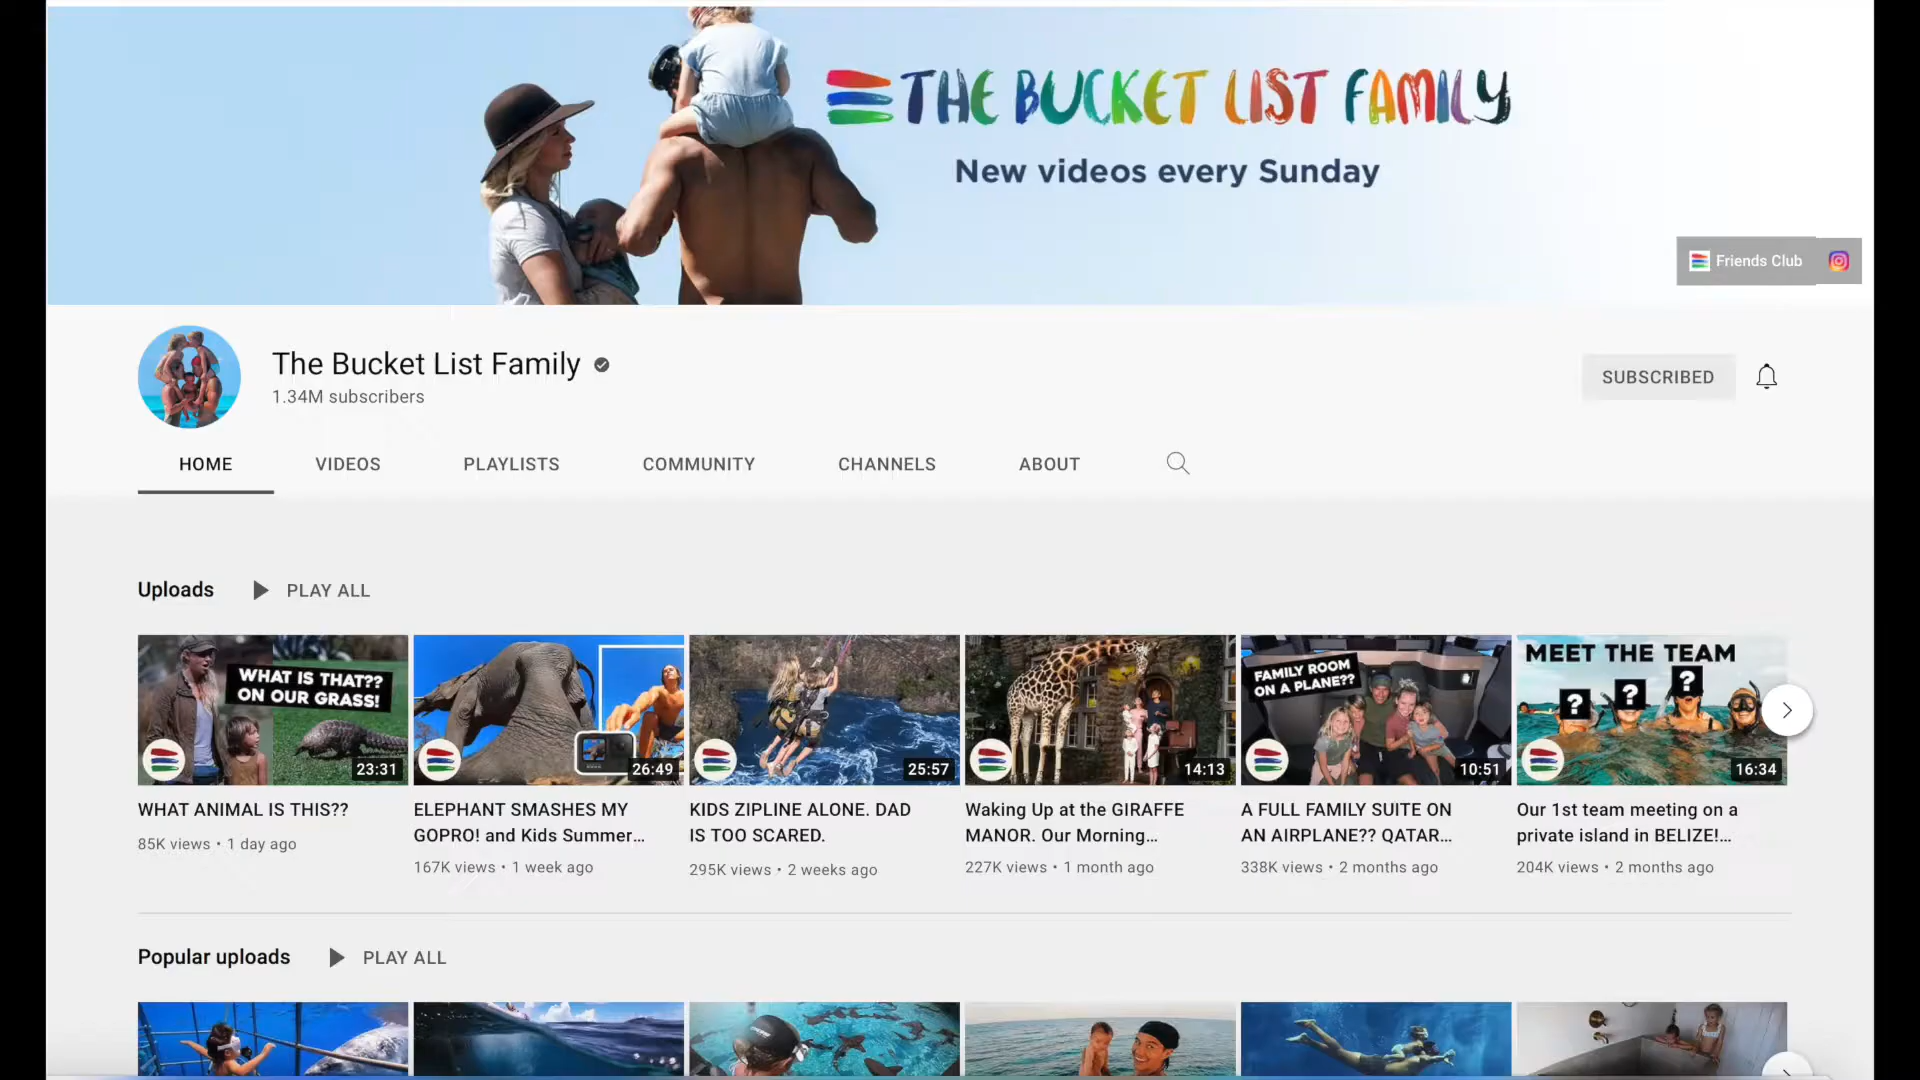 THE BUCKET LIST FAMILY
New videos every Sunday
Friends Club
The Bucket List Family
1.34M subscribers
SUBSCRIBED
HOME VIDEOS PLAYLISTS COMMUNITY CHANNELS ABOUT
Uploads PLAY ALL
WHAT IS THAT??
ON OUR GRASS!
23:31
26:49
25:57
14:13
FAMILY ROOM
ON A PLANE??
10:51
MEET THE TEAM
? ? ?
16:34
WHAT ANIMAL IS THIS??
85K views • 1 day ago
ELEPHANT SMASHES MY
GOPRO! and Kids Summer...
167K views • 1 week ago
KIDS ZIPLINE ALONE. DAD
IS TOO SCARED.
295K views • 2 weeks ago
Waking Up at the GIRAFFE
MANOR. Our Morning...
227K views • 1 month ago
A FULL FAMILY SUITE ON
AN AIRPLANE?? QATAR...
338K views • 2 months ago
Our 1st team meeting on a
private island in BELIZE!...
204K views • 2 months ago
Popular uploads PLAY ALL